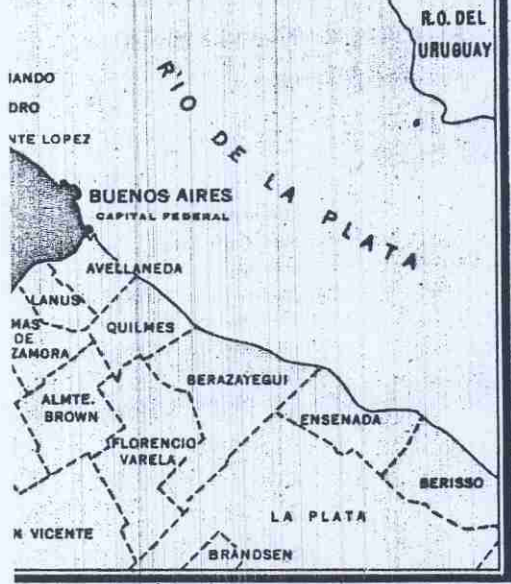 R.O. DEL
URUGUAY
IANDO
DRO
NTE LOPEZ
RIO DE LA PLATA
BUENOS AIRES
CAPITAL FEDERAL
AVELLANEDA
LANUS
MAS
DE
ZAMORA
QUILMES
BERAZAYEGUI
ALMTE.
BROWN
FLORENCIO
VARELA
ENSENADA
BERISSO
LA PLATA
N VICENTE
BRANDSEN